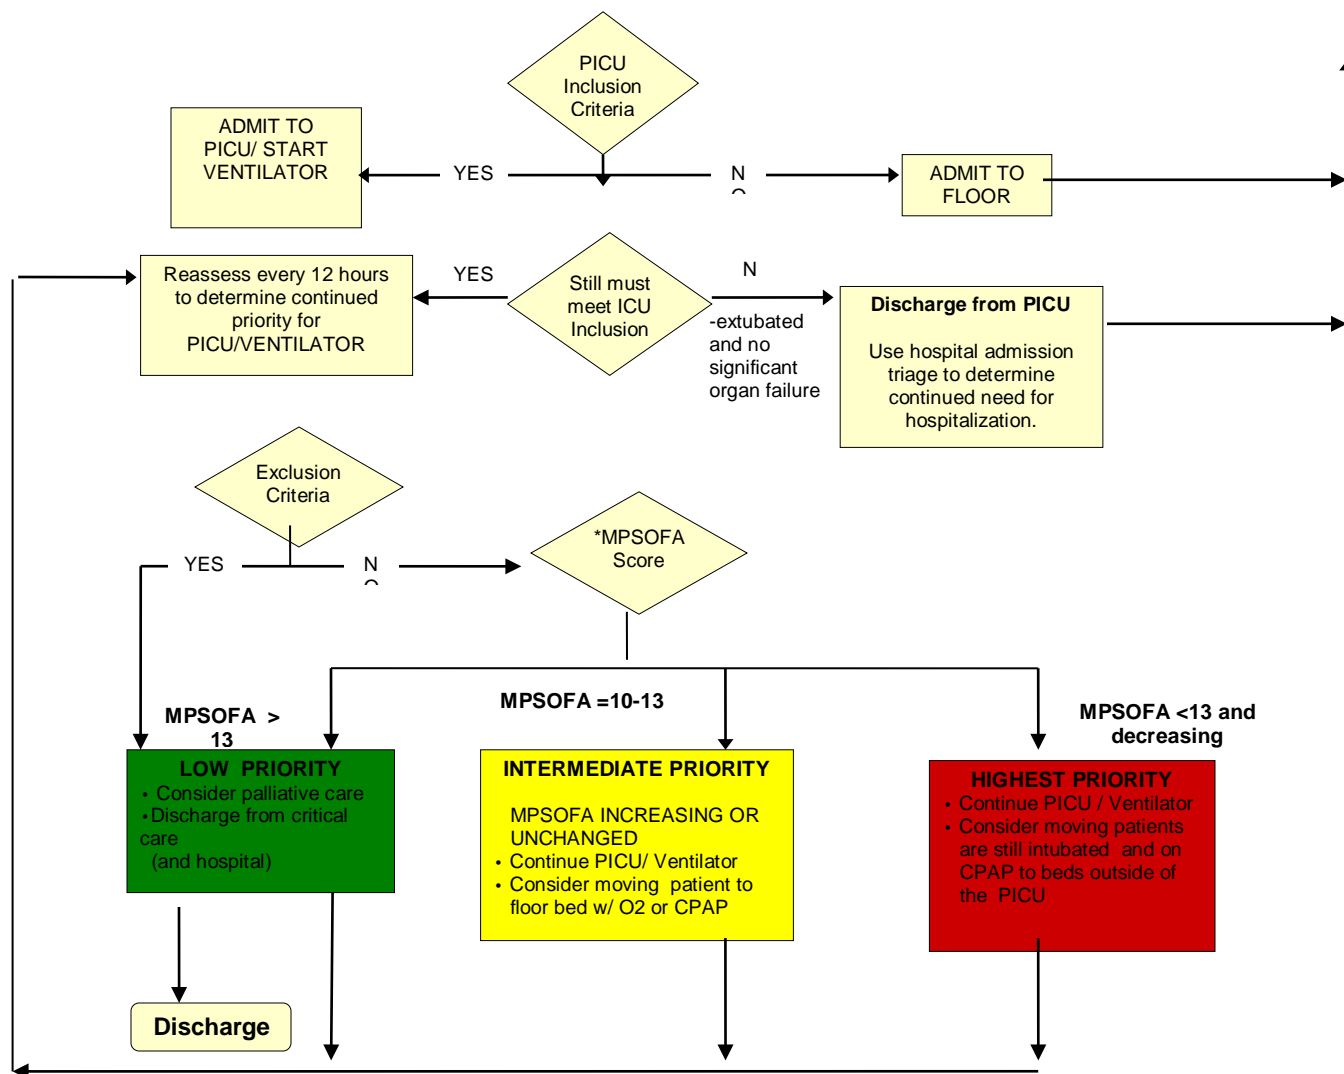 PICU
Inclusion
Criteria
ADMIT TO
PICU/ START
VENTILATOR
YES
N
ADMIT TO
FLOOR
Reassess every 12 hours
to determine continued
priority for
PICU/VENTILATOR
YES
Still must
meet ICU
Inclusion
N
-extubated
and no
significant
organ failure
Discharge from PICU
Use hospital admission
triage to determine
continued need for
hospitalization.
Exclusion
Criteria
YES
N
*MPSOFA
Score
MPSOFA >
13
MPSOFA =10-13
MPSOFA <13 and
decreasing
LOW PRIORITY
• Consider palliative care
• Discharge from critical
care
(and hospital)
INTERMEDIATE PRIORITY
MPSOFA INCREASING OR
UNCHANGED
• Continue PICU/ Ventilator
• Consider moving patient to
floor bed w/ O2 or CPAP
HIGHEST PRIORITY
• Continue PICU / Ventilator
• Consider moving patients
are still intubated and on
CPAP to beds outside of
the PICU
Discharge